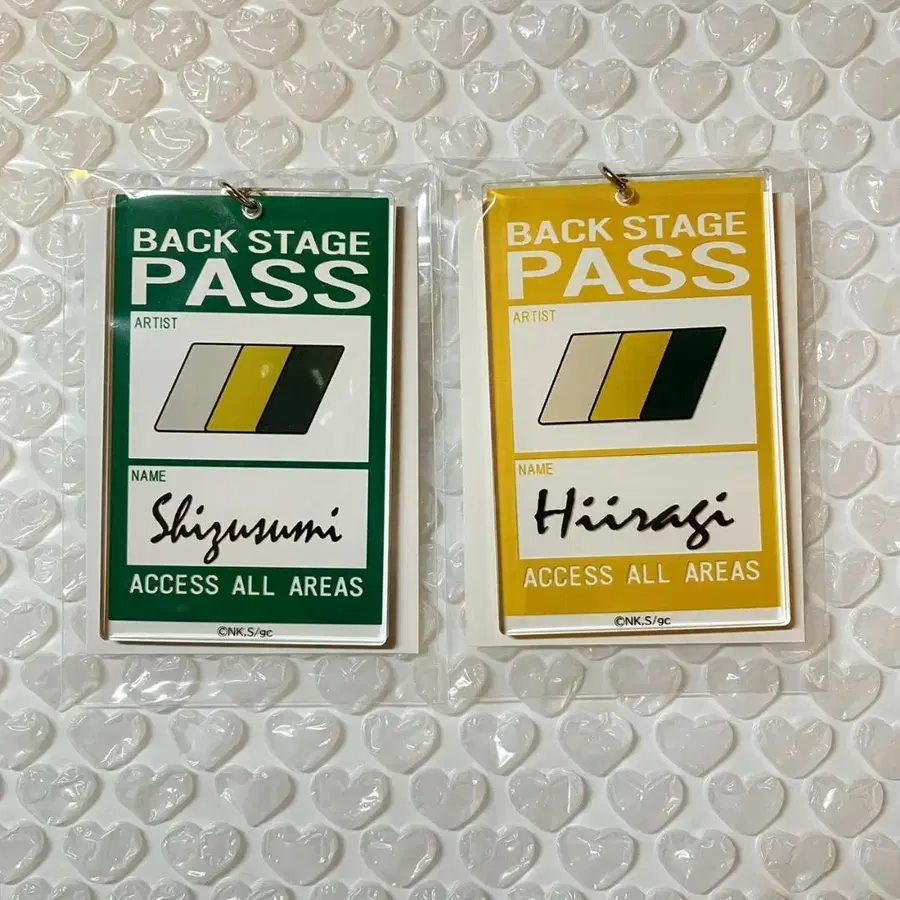 BACK STAGE
PASS
ARTIST
NAME
Shizusumi
ACCESS ALL AREAS
©NK,S/gc
BACK STAGE
PASS
ARTIST
NAME
Hiiragi
ACCESS ALL AREAS
©NK,S/gc